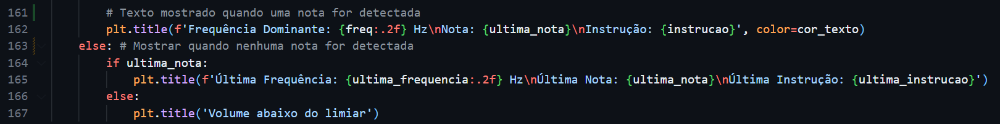 161 # Texto mostrado quando uma nota for detectada
162 plt.title(f'Frequência Dominante: {freq:.2f} Hz\nNota: {ultima_nota}\nInstrução: {instrucao}', color=cor_texto)
163 else: # Mostrar quando nenhuma nota for detectada
164 if ultima_nota:
165 plt.title(f'Última Frequência: {ultima_frequencia:.2f} Hz\nÚltima Nota: {ultima_nota}\nÚltima Instrução: {ultima_instrucao}')
166 else:
167 plt.title('Volume abaixo do limiar')